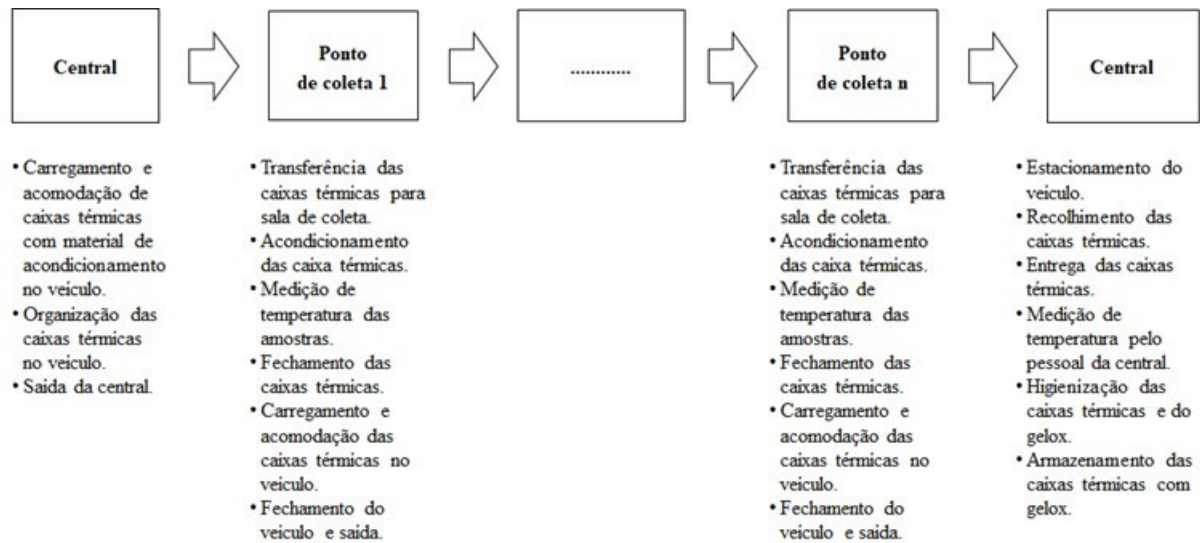 Central
Ponto
de coleta 1
............
Ponto
de coleta n
Central
• Carregamento e
acomodação de
caixas térmicas
com material de
acondicionamento
no veículo.
• Organização das
caixas térmicas
no veículo.
• Saída da central.
• Transferência das
caixas térmicas para
sala de coleta.
• Acondicionamento
das caixa térmicas.
• Medição de
temperatura das
amostras.
• Fechamento das
caixas térmicas.
• Carregamento e
acomodação das
caixas térmicas no
veículo.
• Fechamento do
veículo e saída.
• Transferência das
caixas térmicas para
sala de coleta.
• Acondicionamento
das caixa térmicas.
• Medição de
temperatura das
amostras.
• Fechamento das
caixas térmicas.
• Carregamento e
acomodação das
caixas térmicas no
veículo.
• Fechamento do
veículo e saída.
• Estacionamento do
veículo.
• Recolhimento das
caixas térmicas.
• Entrega das caixas
térmicas.
• Medição de
temperatura pelo
pessoal da central.
• Higienização das
caixas térmicas e do
gelox.
• Armazenamento das
caixas térmicas com
gelox.